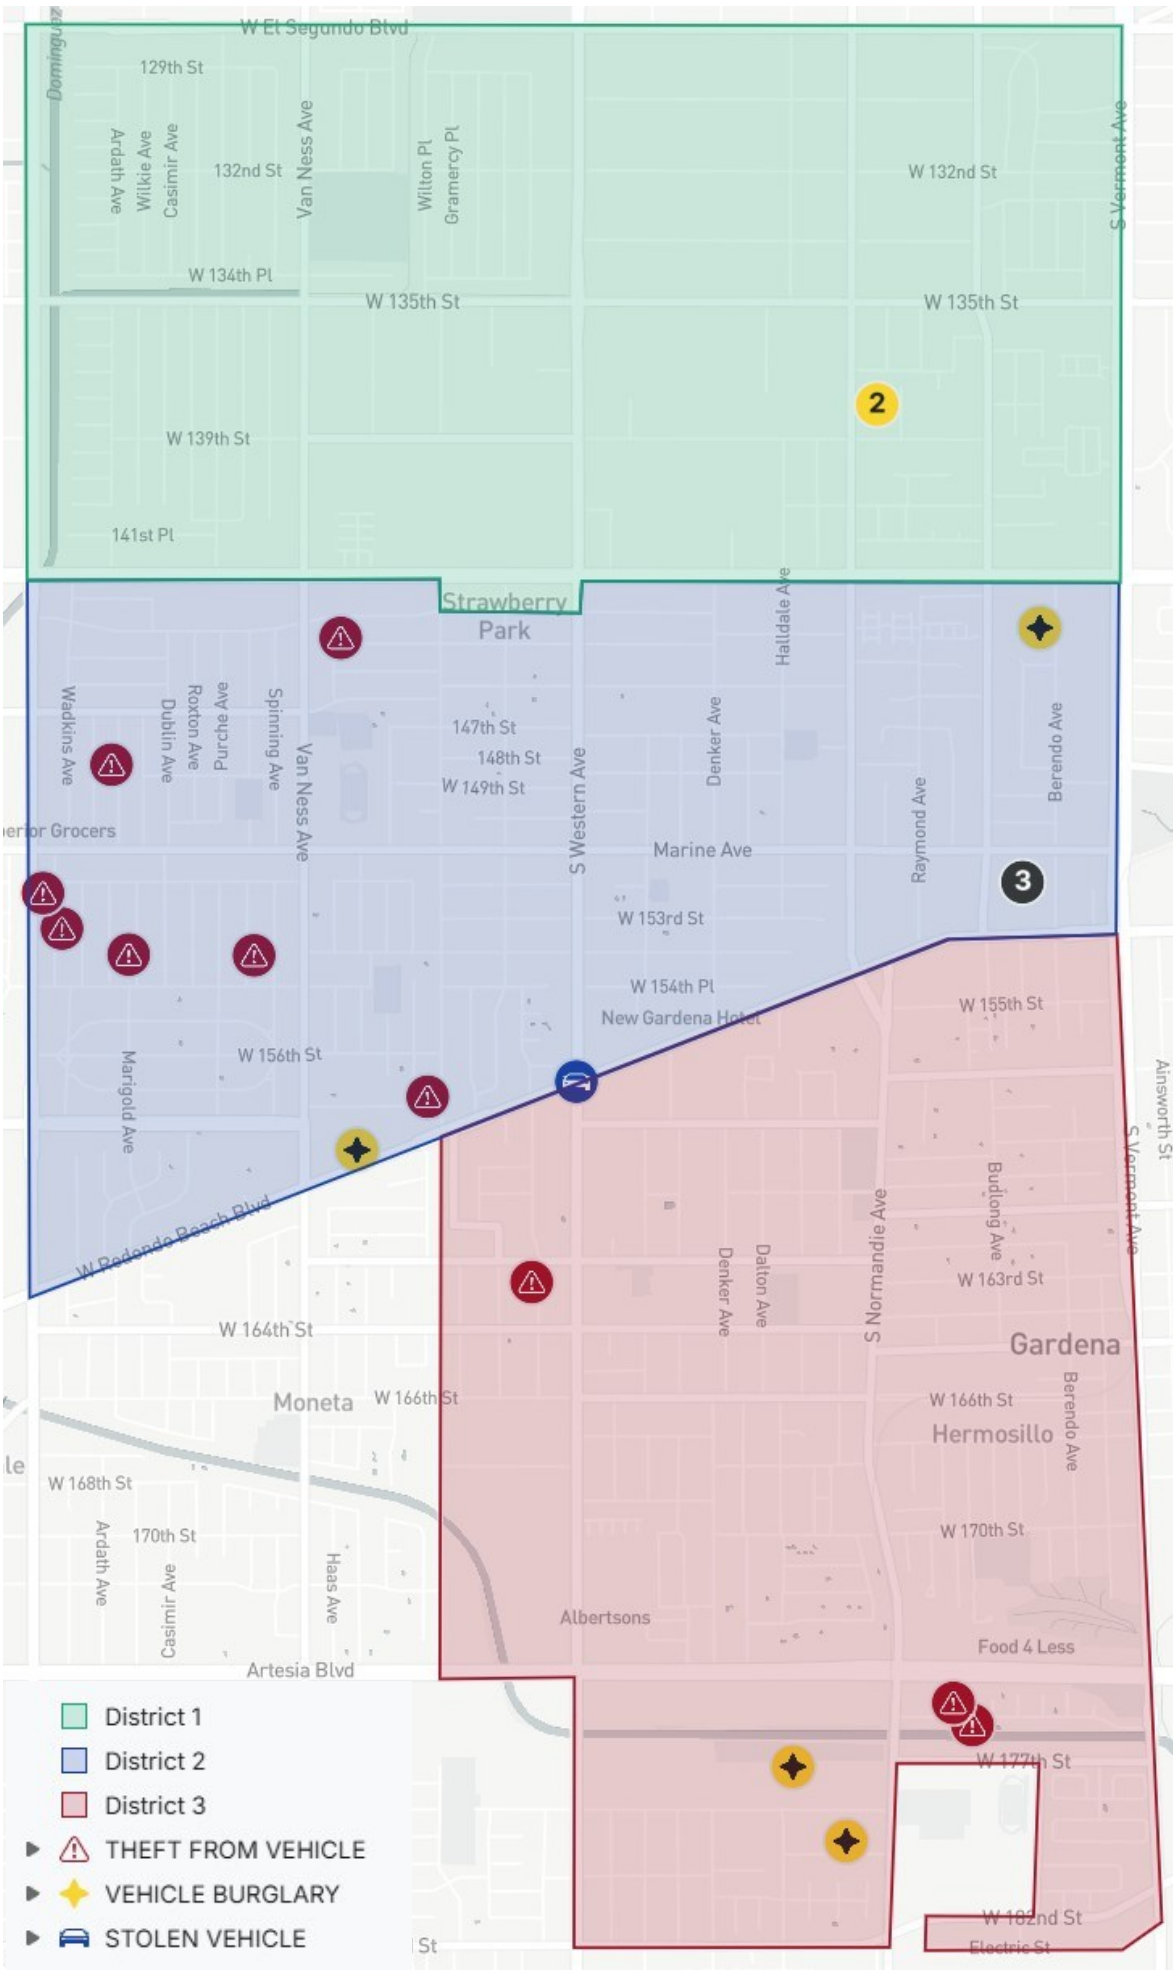 W El Segundo Blvd
Dominguez
129th St
Ardath Ave
Wilkie Ave
Casimir Ave
132nd St
Van Ness Ave
Wilton Pl
Gramercy Pl
W 132nd St
S Vermont Ave
W 134th Pl
W 135th St
W 135th St
2
W 139th St
141st Pl
Strawberry
Park
Halldale Ave
Wadkins Ave
Dublin Ave
Roxton Ave
Purche Ave
Spinning Ave
Van Ness Ave
147th St
148th St
W 149th St
S Western Ave
Denker Ave
Raymond Ave
Berendo Ave
erior Grocers
Marine Ave
3
W 153rd St
W 154th Pl
New Gardena Hotel
W 155th St
W 156th St
Marigold Ave
Ainsworth St
S Vermont Ave
W Redondo Beach Blvd
Budlong Ave
S Normandie Ave
Denker Ave
Dalton Ave
W 163rd St
W 164th St
Gardena
Moneta
W 166th St
W 166th St
Berendo Ave
Hermosillo
le
W 168th St
170th St
W 170th St
Ardath Ave
Casimir Ave
Haas Ave
Albertsons
Food 4 Less
Artesia Blvd
W 177th St
W 182nd St
Electric St
St
District 1
District 2
District 3
THEFT FROM VEHICLE
VEHICLE BURGLARY
STOLEN VEHICLE